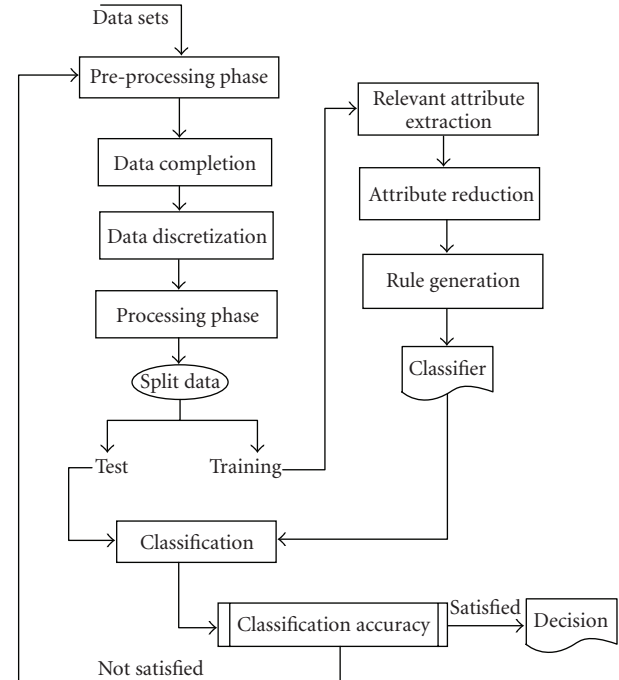 Data sets
Pre-processing phase
Data completion
Data discretization
Processing phase
Split data
Test
Training
Relevant attribute
extraction
Attribute reduction
Rule generation
Classifier
Classification
Classification accuracy
Satisfied
Decision
Not satisfied